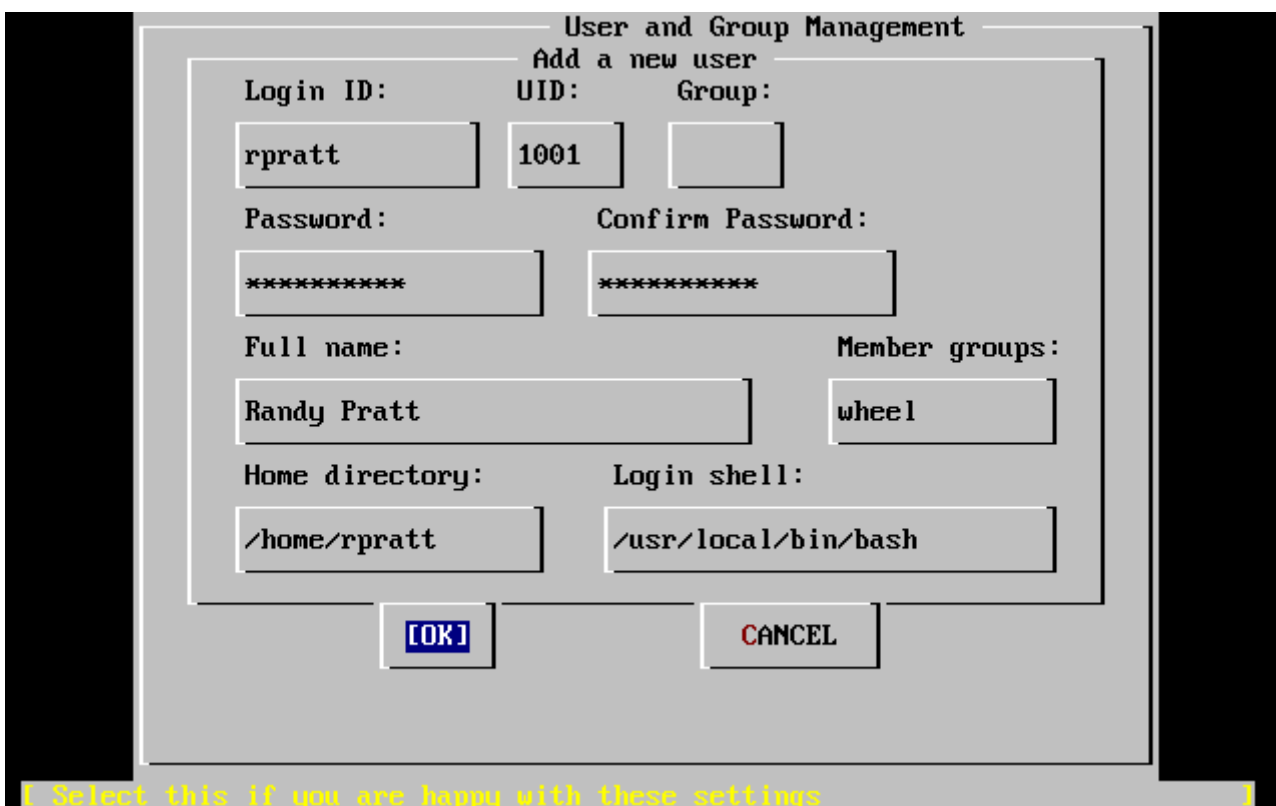 User and Group Management
Add a new user
Login ID: UID: Group:
rpratt 1001
Password: Confirm Password:
********** **********
Full name: Member groups:
Randy Pratt wheel
Home directory: Login shell:
/home/rpratt /usr/local/bin/bash
[OK] CANCEL
[ Select this if you are happy with these settings ]